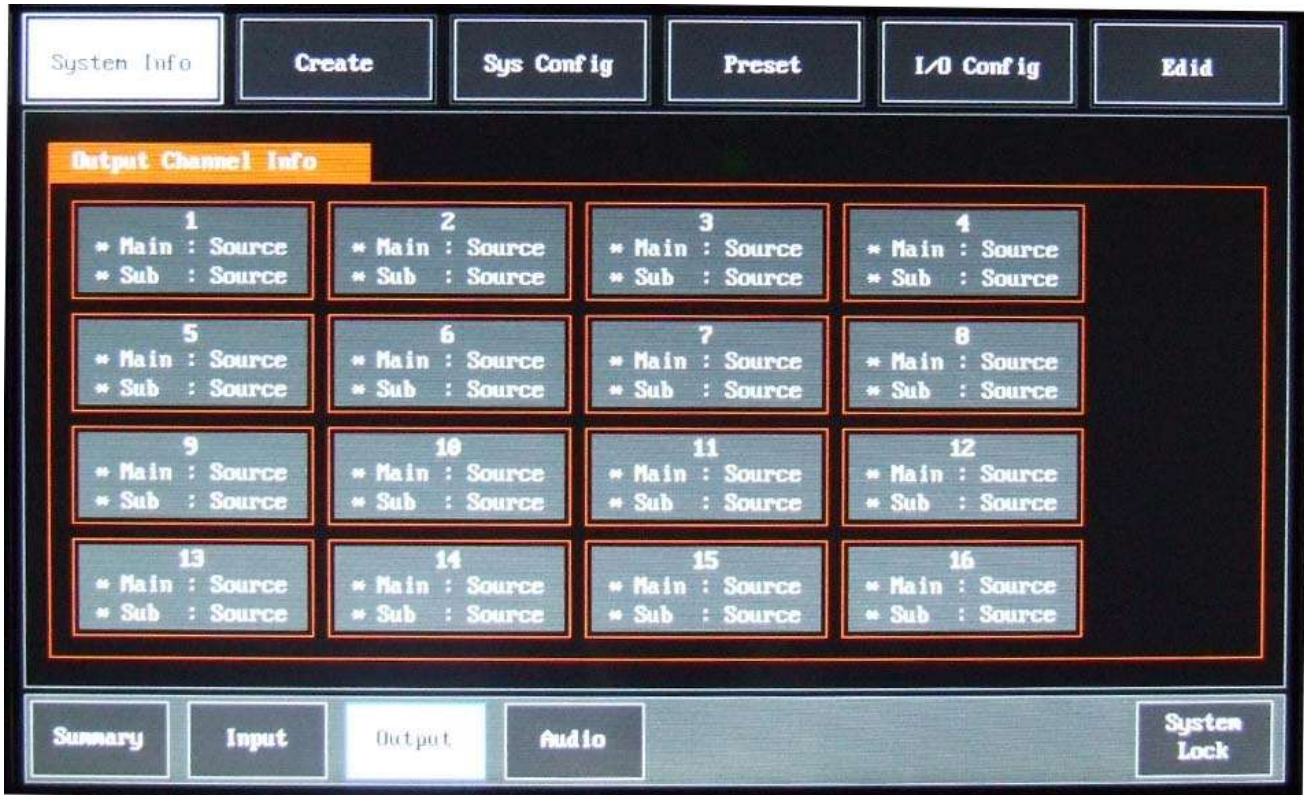 System Info Create Sys Config Preset I/O Config Edid
Output Channel Info
1 2 3 4
* Main : Source * Main : Source * Main : Source * Main : Source
* Sub : Source * Sub : Source * Sub : Source * Sub : Source
5 6 7 8
* Main : Source * Main : Source * Main : Source * Main : Source
* Sub : Source * Sub : Source * Sub : Source * Sub : Source
9 10 11 12
* Main : Source * Main : Source * Main : Source * Main : Source
* Sub : Source * Sub : Source * Sub : Source * Sub : Source
13 14 15 16
* Main : Source * Main : Source * Main : Source * Main : Source
* Sub : Source * Sub : Source * Sub : Source * Sub : Source
Summary Input Output Audio System
Lock